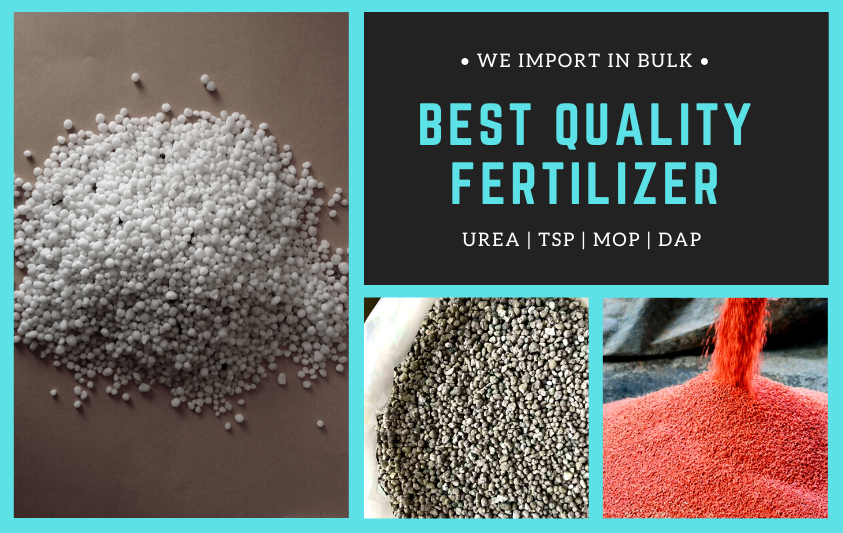 • WE IMPORT IN BULK •
BEST QUALITY
FERTILIZER
UREA | TSP | MOP | DAP